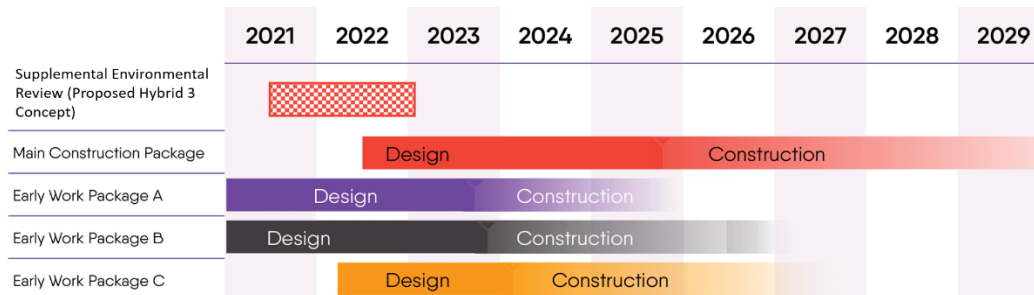 2021 2022 2023 2024 2025 2026 2027 2028 2029
Supplemental Environmental
Review (Proposed Hybrid 3
Concept)
Main Construction Package Design Construction
Early Work Package A Design Construction
Early Work Package B Design Construction
Early Work Package C Design Construction